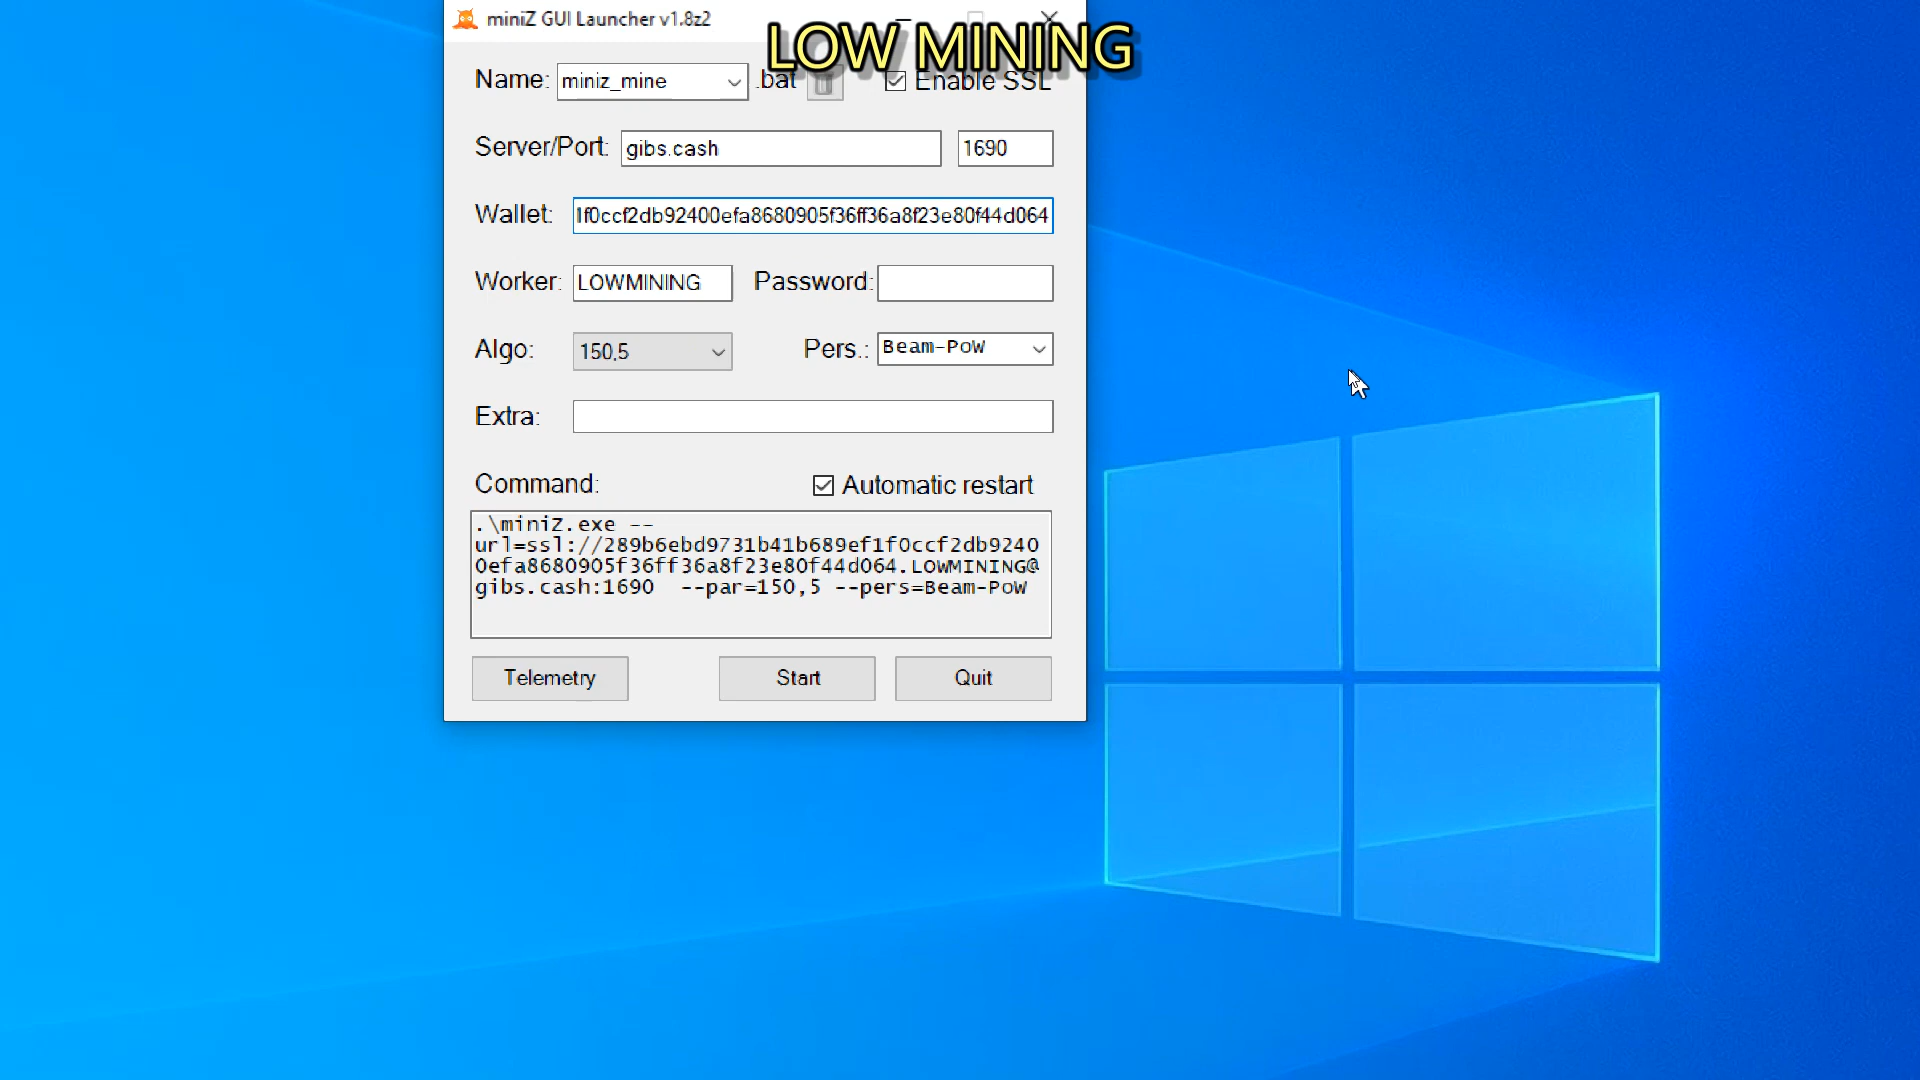 miniZ GUI Launcher v1.8z2
LOW MINING
Name: miniz_mine .bat Enable SSL
Server/Port: gibs.cash 1690
Wallet: 1f0ccf2db92400efa8680905f36ff36a8f23e80f44d064
Worker: LOWMINING Password:
Algo: 150,5 Pers.: Beam-PoW
Extra:
Command: Automatic restart
.\miniZ.exe --
url=ssl://289b6ebd9731b41b689ef1f0ccf2db9240
0efa8680905f36ff36a8f23e80f44d064.LOWMINING@
gibs.cash:1690  --par=150,5 --pers=Beam-PoW
Telemetry Start Quit